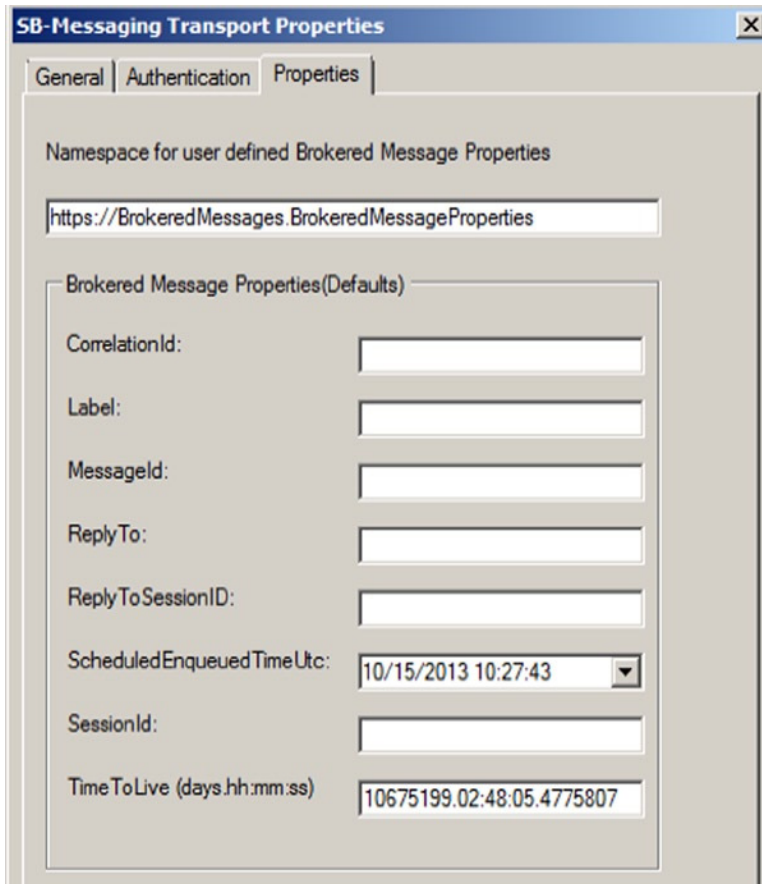 SB-Messaging Transport Properties
General Authentication Properties
Namespace for user defined Brokered Message Properties
https://BrokeredMessages.BrokeredMessageProperties
Brokered Message Properties(Defaults)
CorrelationId:
Label:
MessageId:
ReplyTo:
ReplyToSessionID:
ScheduledEnqueuedTimeUtc: 10/15/2013 10:27:43
SessionId:
TimeToLive (days.hh:mm:ss) 10675199.02:48:05.4775807